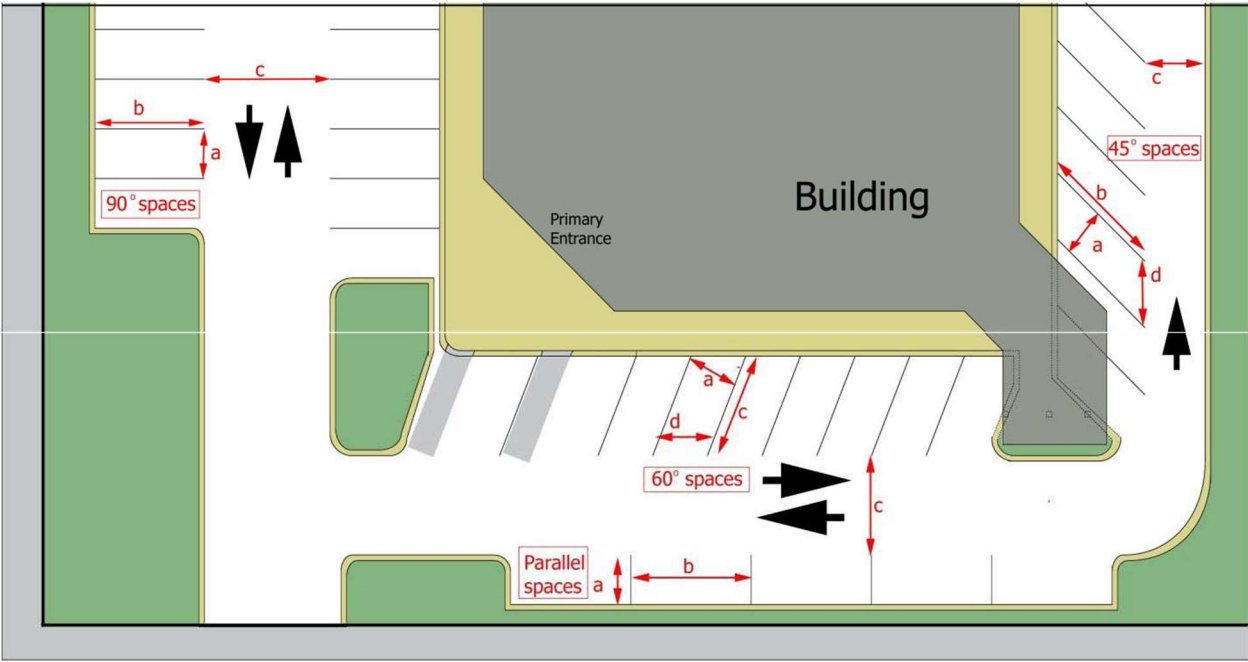 c
c
b
a
45° spaces
90° spaces
b
Building
Primary
Entrance
a
d
a
c
d
60° spaces
c
Parallel
spaces
a
b